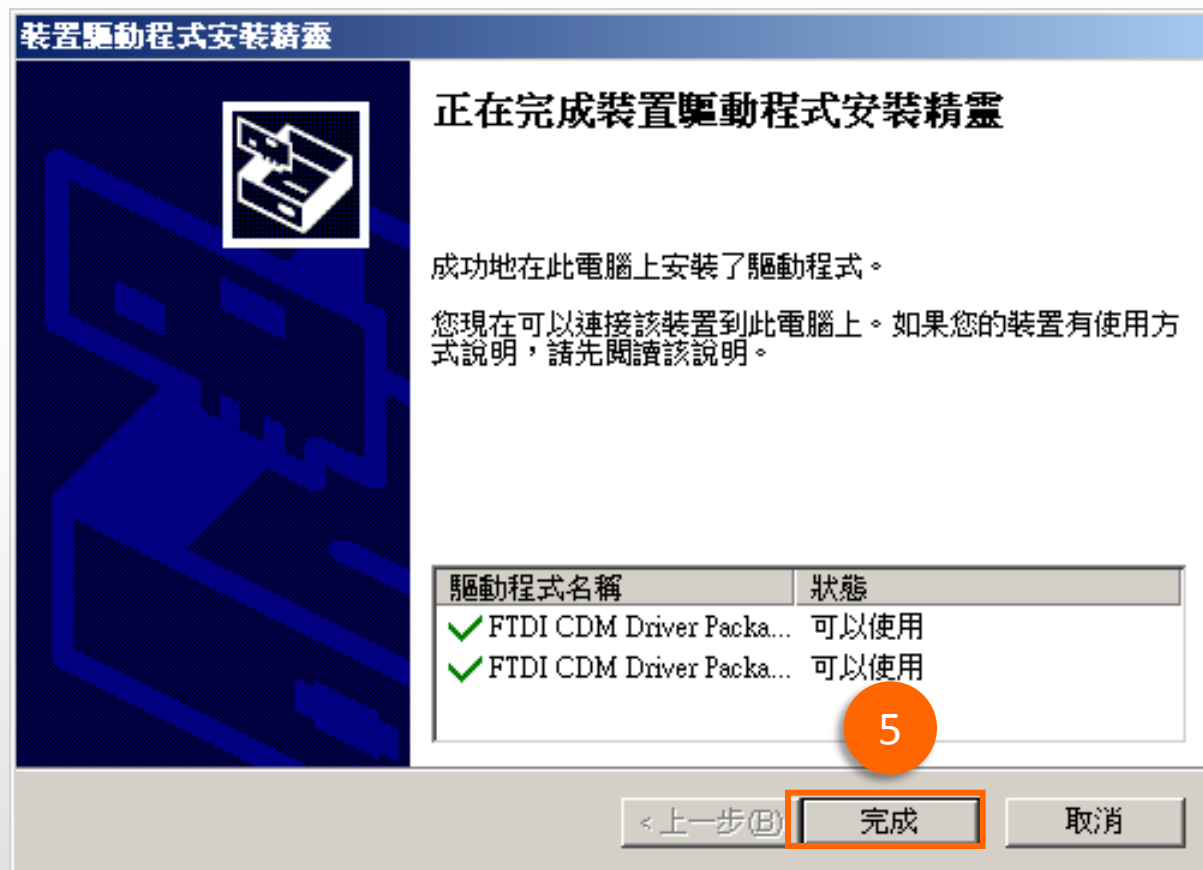 裝置驅動程式安裝精靈
正在完成裝置驅動程式安裝精靈
成功地在此電腦上安裝了驅動程式。
您現在可以連接該裝置到此電腦上。如果您的裝置有使用方
式說明，請先閱讀該說明。
驅動程式名稱 狀態
FTDI CDM Driver Packa... 可以使用
FTDI CDM Driver Packa... 可以使用
5
<上一步(B) 完成 取消